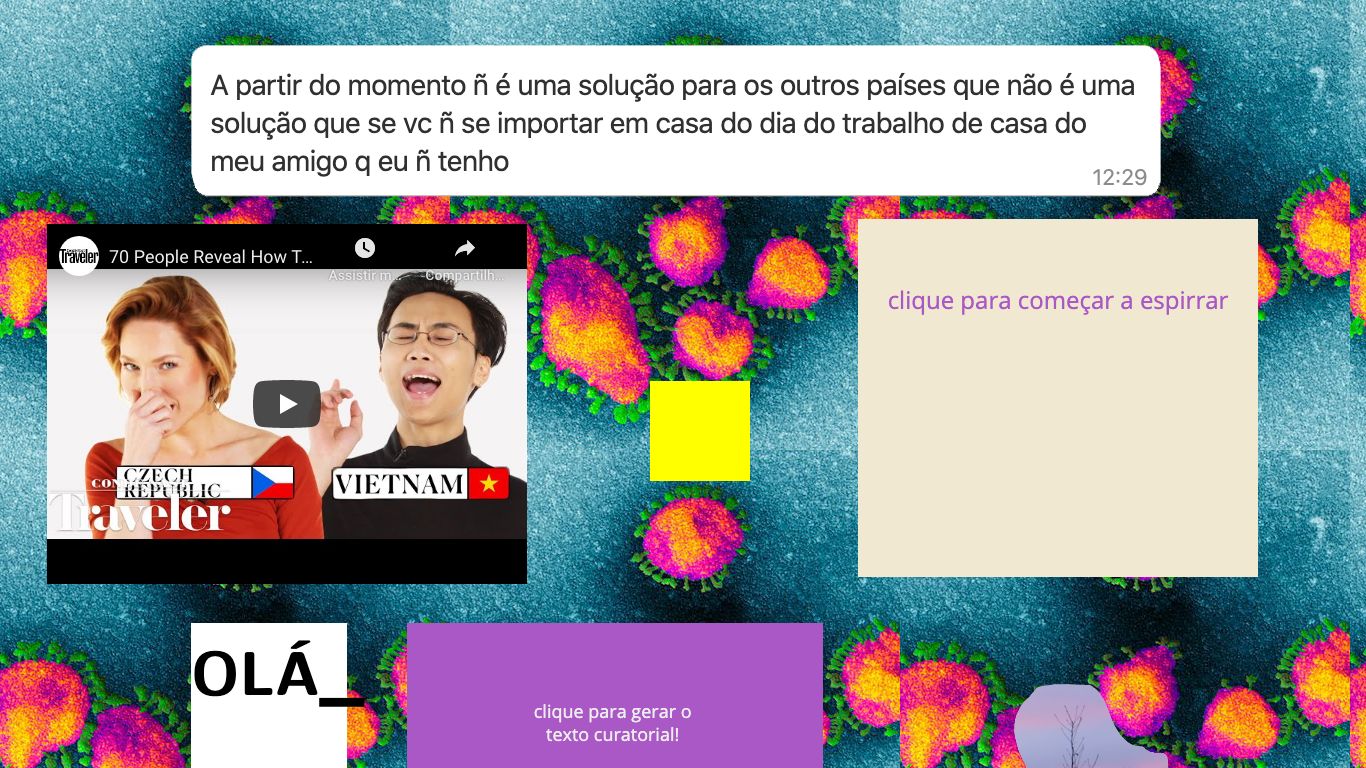 A partir do momento ñ é uma solução para os outros países que não é uma
solução que se vc ñ se importar em casa do dia do trabalho de casa do
meu amigo q eu ñ tenho
12:29
Traveler
70 People Reveal How T...
Assistir m...
Compartilh...
CZECH
REPUBLIC
VIETNAM
Traveler
clique para começar a espirrar
OLÁ_
clique para gerar o
texto curatorial!